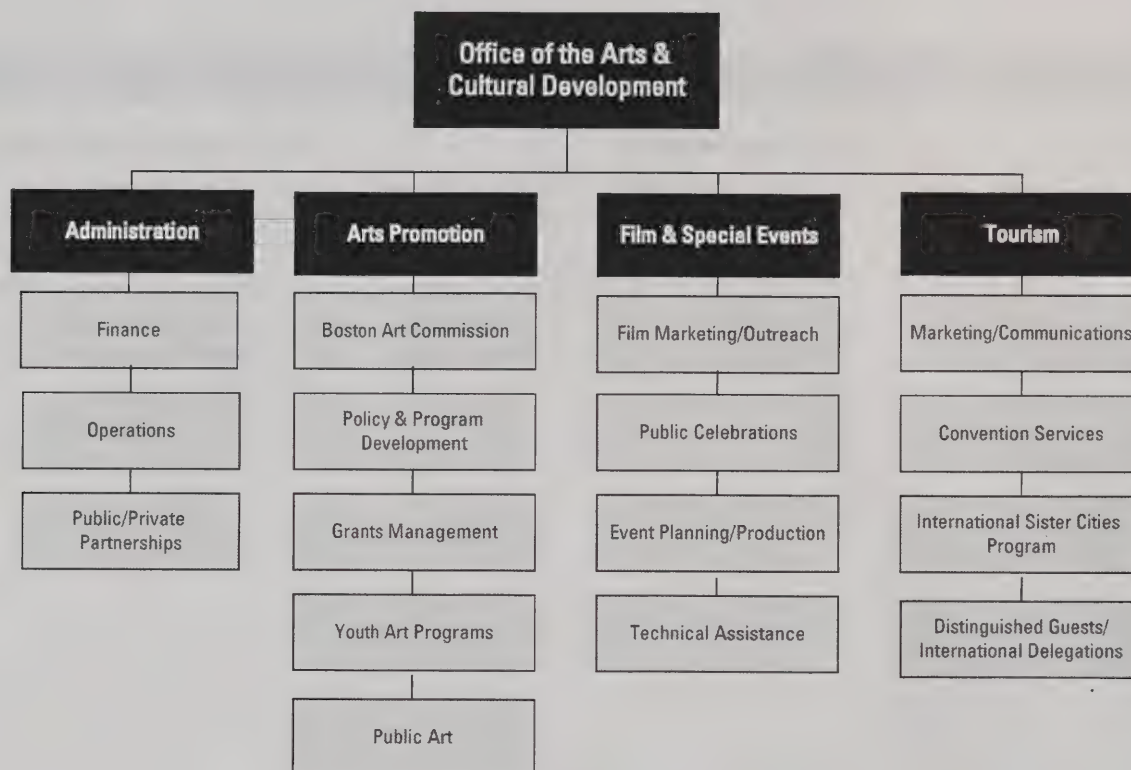 Office of the Arts &
Cultural Development
Administration
Finance
Operations
Public/Private
Partnerships
Arts Promotion
Boston Art Commission
Policy & Program
Development
Grants Management
Youth Art Programs
Public Art
Film & Special Events
Film Marketing/Outreach
Public Celebrations
Event Planning/Production
Technical Assistance
Tourism
Marketing/Communications
Convention Services
International Sister Cities
Program
Distinguished Guests/
International Delegations